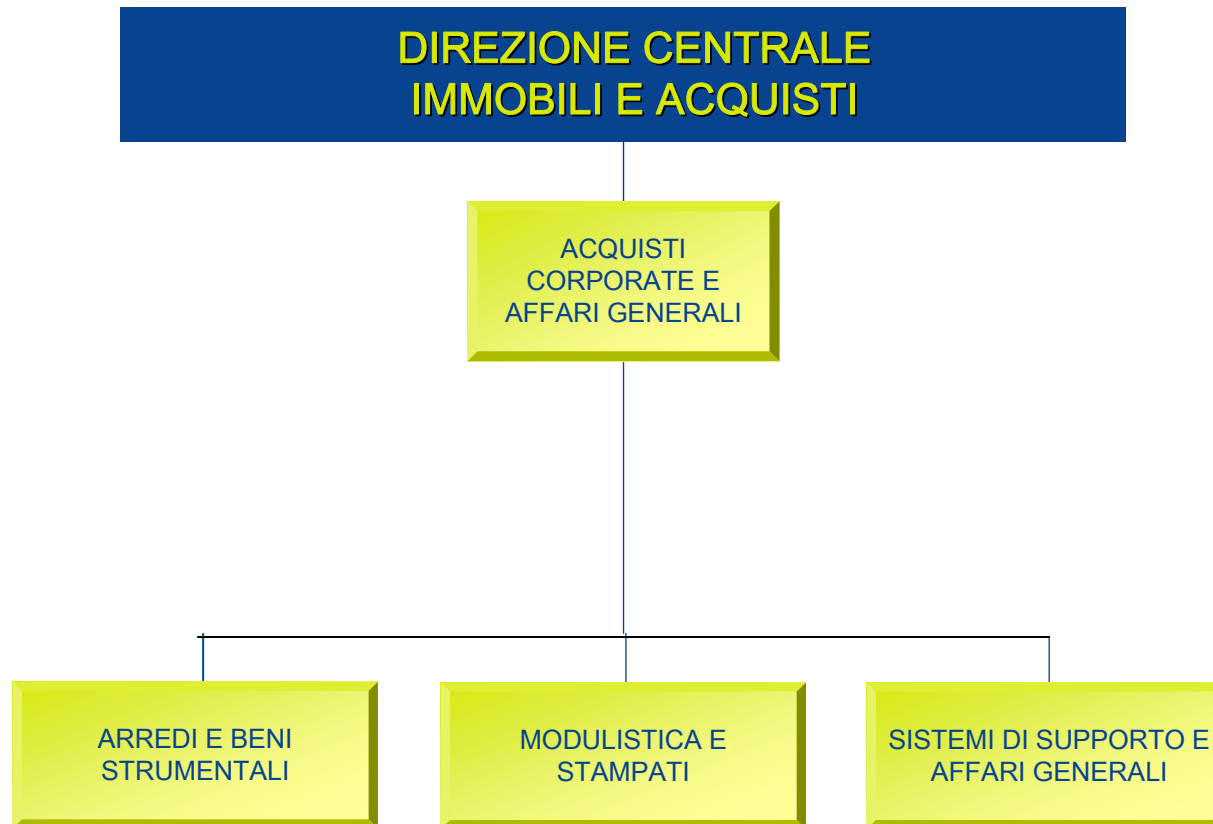 DIREZIONE CENTRALE
IMMOBILI E ACQUISTI
ACQUISTI
CORPORATE E
AFFARI GENERALI
ARREDI E BENI
STRUMENTALI
MODULISTICA E
STAMPATI
SISTEMI DI SUPPORTO E
AFFARI GENERALI